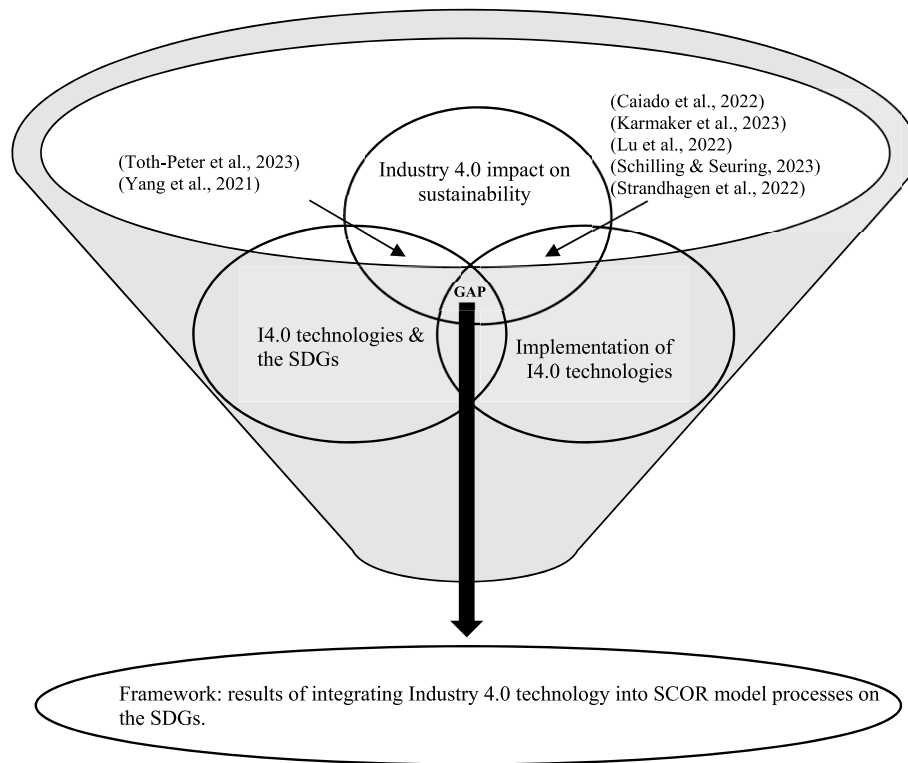 (Caiado et al., 2022)
(Karmaker et al., 2023)
(Lu et al., 2022)
(Schilling & Seuring, 2023)
(Strandhagen et al., 2022)
(Toth-Peter et al., 2023)
(Yang et al., 2021)
Industry 4.0 impact on
sustainability
GAP
I4.0 technologies &
the SDGs
Implementation of
I4.0 technologies
Framework: results of integrating Industry 4.0 technology into SCOR model processes on
the SDGs.